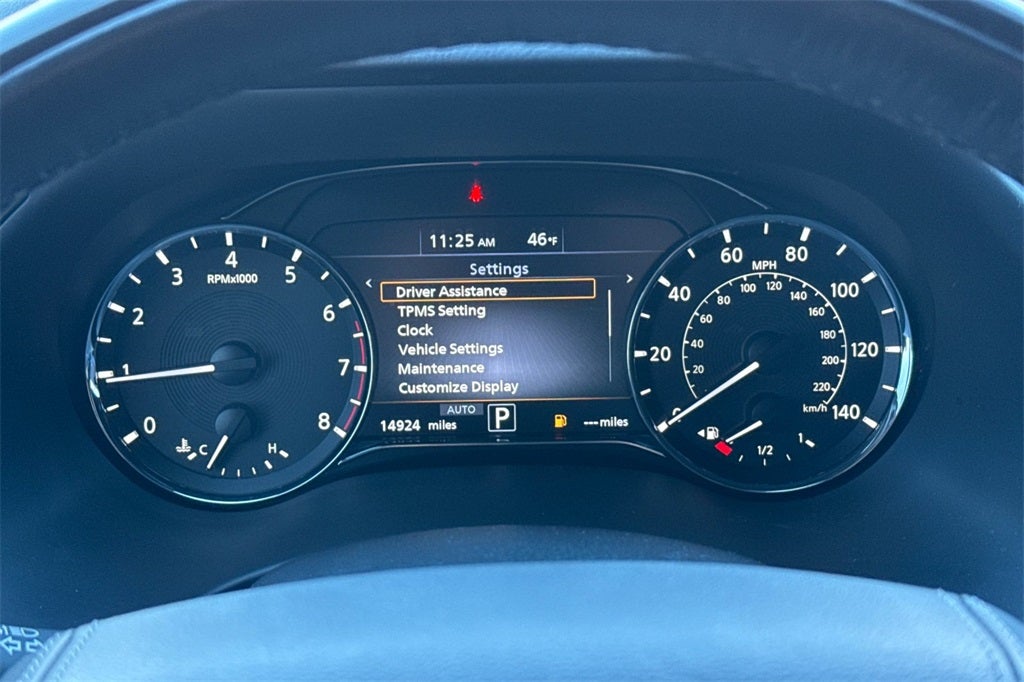 11:25 AM 46°F
Settings
Driver Assistance
TPMS Setting
Clock
Vehicle Settings
Maintenance
Customize Display
14924 miles AUTO P ---miles
RPMx1000
0 1 2 3 4 5 6 7 8
C H
MPH
0 20 40 60 80 100 120 140
20 40 60 80 100 120 140 160 180 200 220
km/h
1/2 1